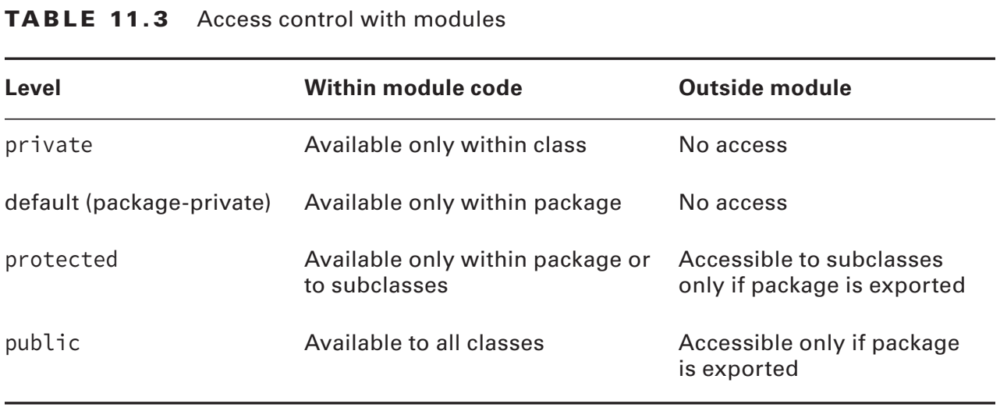 TABLE 11.3 Access control with modules
Level Within module code Outside module
private Available only within class No access
default (package-private) Available only within package No access
protected Available only within package or Accessible to subclasses
to subclasses only if package is exported
public Available to all classes Accessible only if package
is exported